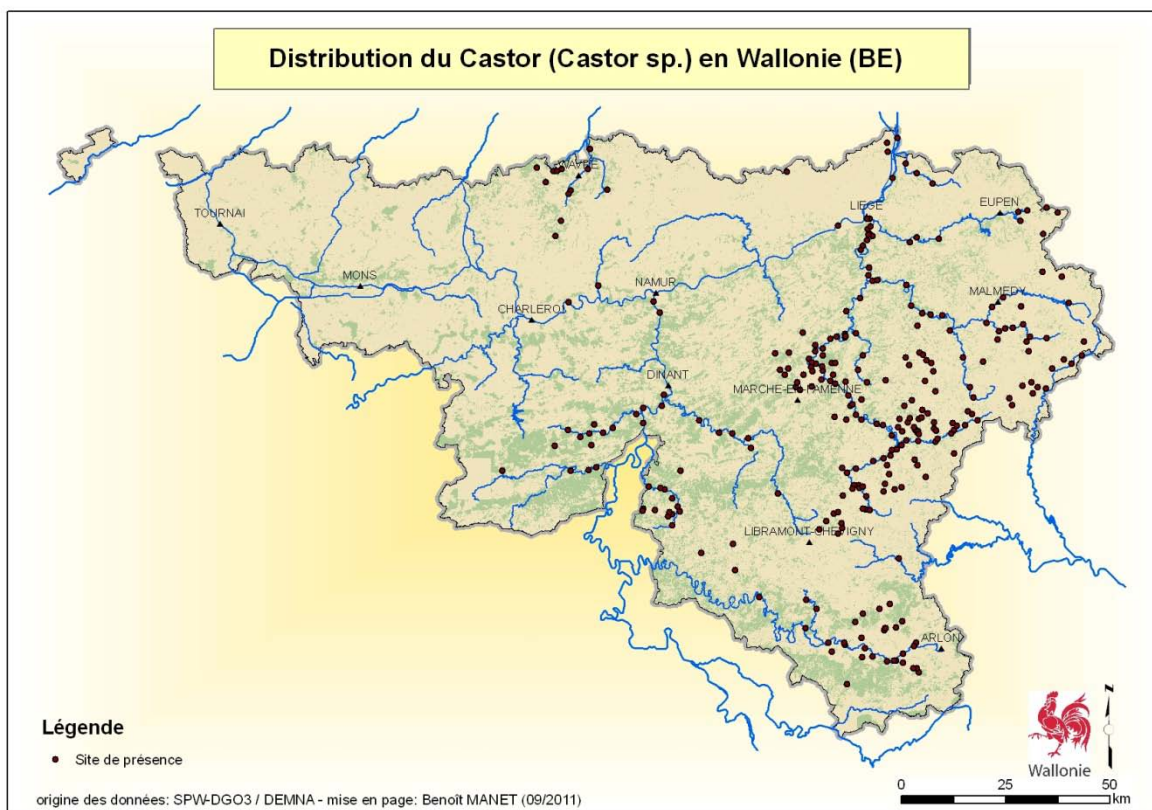 Distribution du Castor (Castor sp.) en Wallonie (BE)
WAVRE
TOURNAI
LIEGE
EUPEN
MONS
NAMUR
MALMEDY
CHARLEROI
DINANT
MARCHE-EN-FAMENNE
LIBRAMONT-CHEVIGNY
ARLON
N
Légende
Site de présence
Wallonie
0 25 50
km
origine des données: SPW-DGO3 / DEMNA - mise en page: Benoît MANET (09/2011)